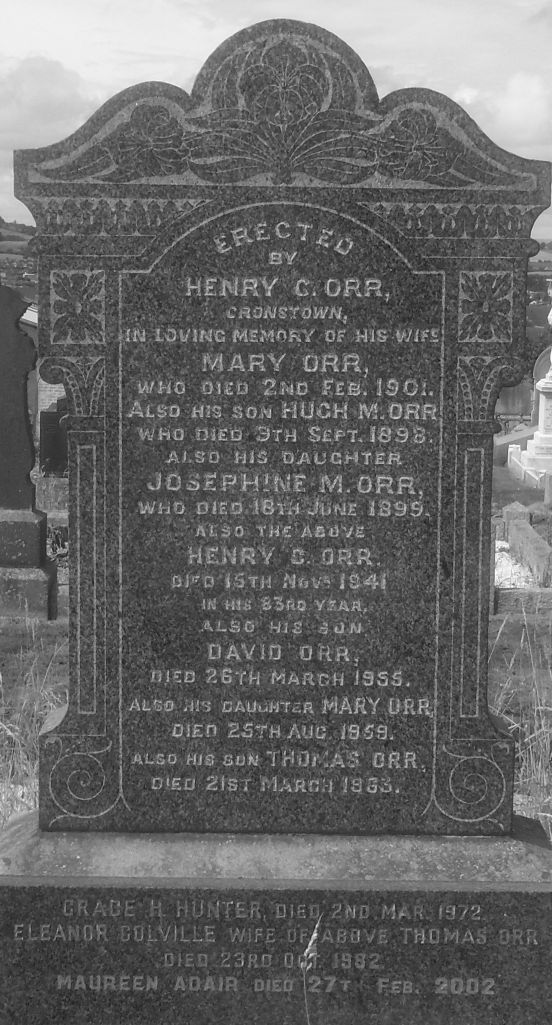 ERECTED
BY
HENRY C. ORR,
CRONSTOWN,
IN LOVING MEMORY OF HIS WIFE
MARY ORR,
WHO DIED 2ND FEB. 1901.
ALSO HIS SON HUGH M. ORR
WHO DIED 9TH SEPT. 1898.
ALSO HIS DAUGHTER
JOSEPHINE M. ORR,
WHO DIED 18TH JUNE 1899.
ALSO THE ABOVE
HENRY C. ORR.
DIED 15TH NOVR 1941
IN HIS 83RD YEAR.
ALSO HIS SON
DAVID ORR,
DIED 26TH MARCH 1955.
ALSO HIS DAUGHTER MARY ORR,
DIED 25TH AUG. 1959.
ALSO HIS SON THOMAS ORR,
DIED 21ST MARCH 1963.
GRACE H. HUNTER, DIED 2ND MAR. 1972
ELEANOR COLVILLE WIFE OF ABOVE THOMAS ORR
DIED 23RD OCT. 1982
MAUREEN ADAIR DIED 27TH FEB. 2002